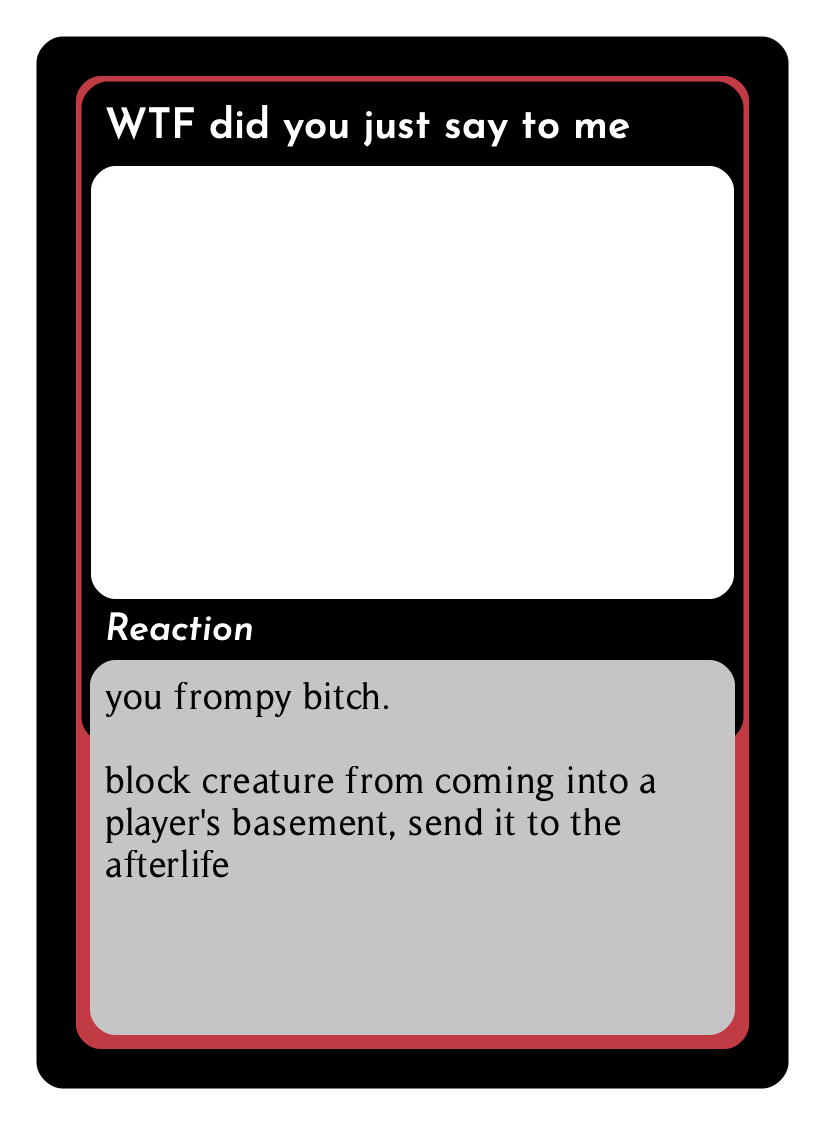 WTF did you just say to me
Reaction
you frompy bitch.
block creature from coming into a
player's basement, send it to the
afterlife